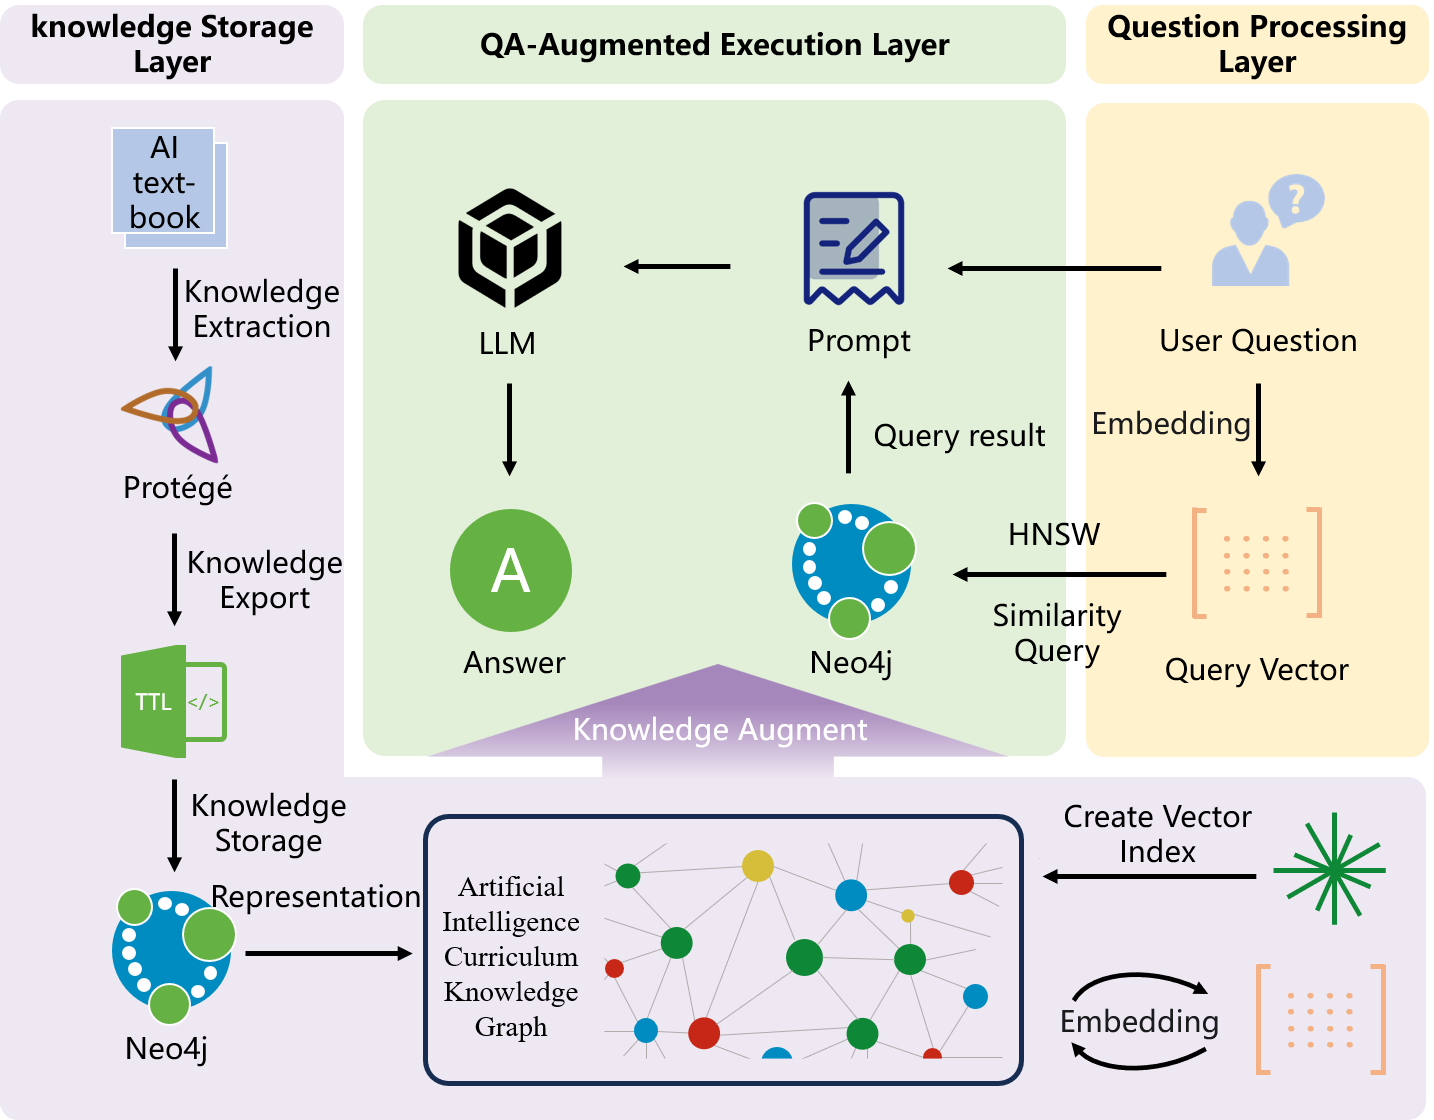 knowledge Storage
Layer
QA-Augmented Execution Layer
Question Processing
Layer
AI
text-
book
Knowledge
Extraction
Protégé
Knowledge
Export
TTL
</>
Knowledge
Storage
Representation
Neo4j
LLM
Prompt
Query result
A
Answer
Neo4j
HNSW
Similarity
Query
?
User Question
Embedding
Query Vector
Knowledge Augment
Artificial
Intelligence
Curriculum
Knowledge
Graph
Create Vector
Index
Embedding